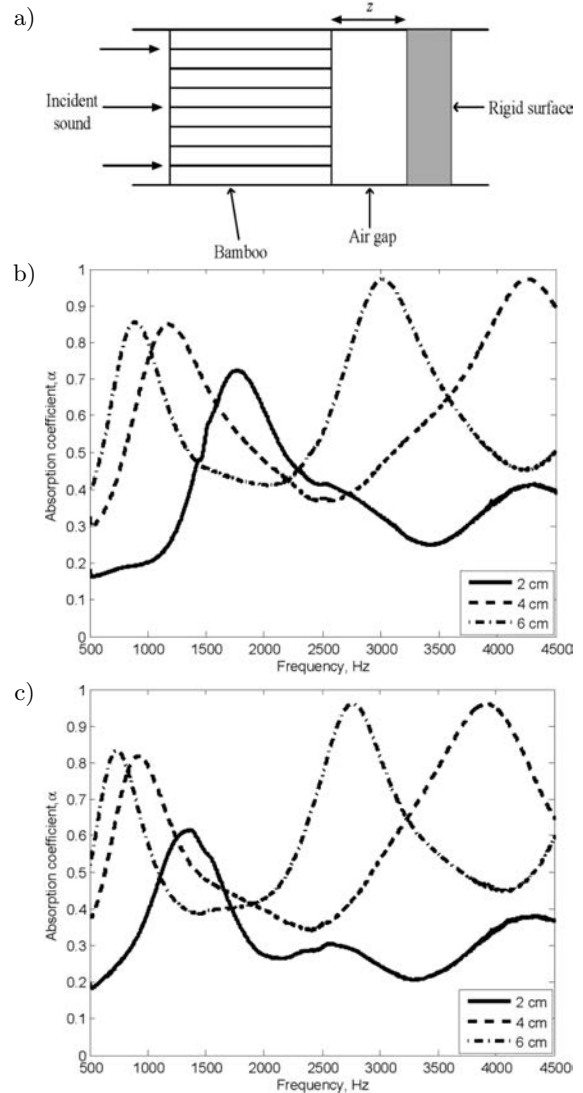 a)
z
Incident
sound
Rigid surface
Bamboo
Air gap
b)
1
0.9
0.8
0.7
0.6
0.5
0.4
0.3
0.2
0.1
0
Absorption coefficient,α
500 1000 1500 2000 2500 3000 3500 4000 4500
Frequency, Hz
2 cm
4 cm
6 cm
c)
1
0.9
0.8
0.7
0.6
0.5
0.4
0.3
0.2
0.1
0
Absorption coefficient,α
500 1000 1500 2000 2500 3000 3500 4000 4500
Frequency, Hz
2 cm
4 cm
6 cm